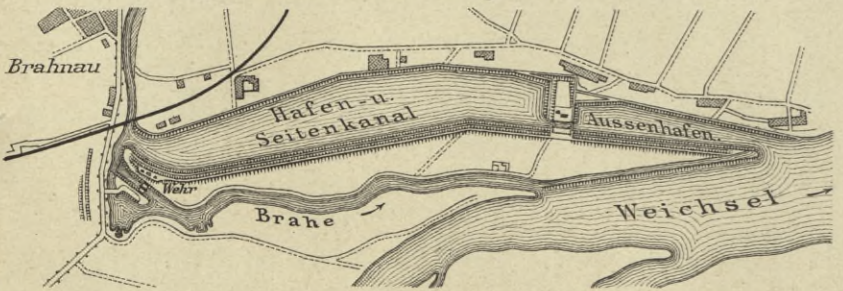 Brahnau
Hafen- u.
Seitenkanal
Aussenhafen.
Wehr
Brahe
Weichsel